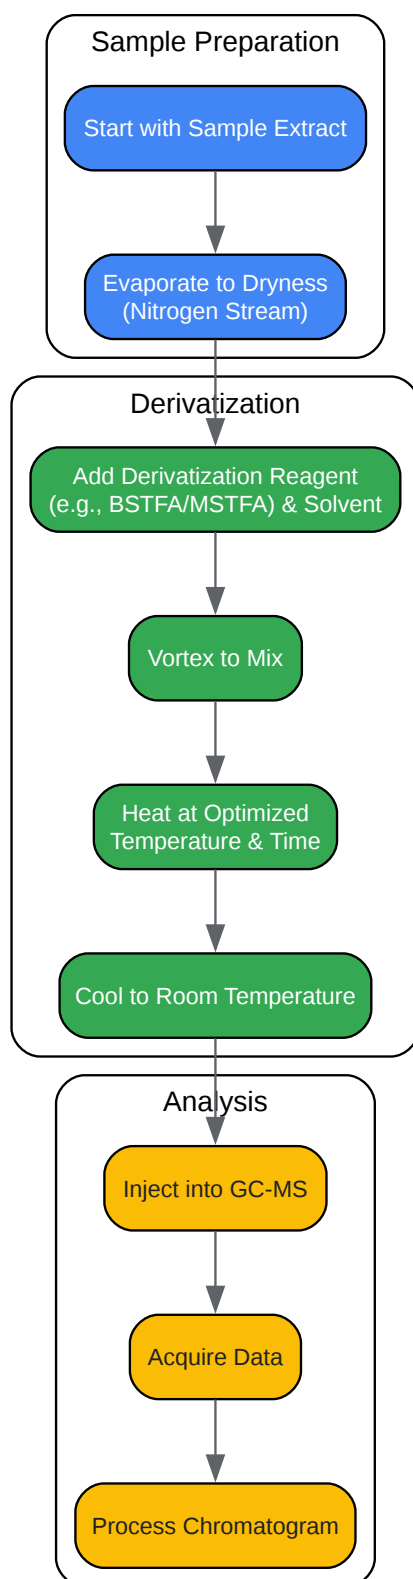 Sample Preparation
Start with Sample Extract
Evaporate to Dryness
(Nitrogen Stream)
Derivatization
Add Derivatization Reagent
(e.g., BSTFA/MSTFA) & Solvent
Vortex to Mix
Heat at Optimized
Temperature & Time
Cool to Room Temperature
Analysis
Inject into GC-MS
Acquire Data
Process Chromatogram